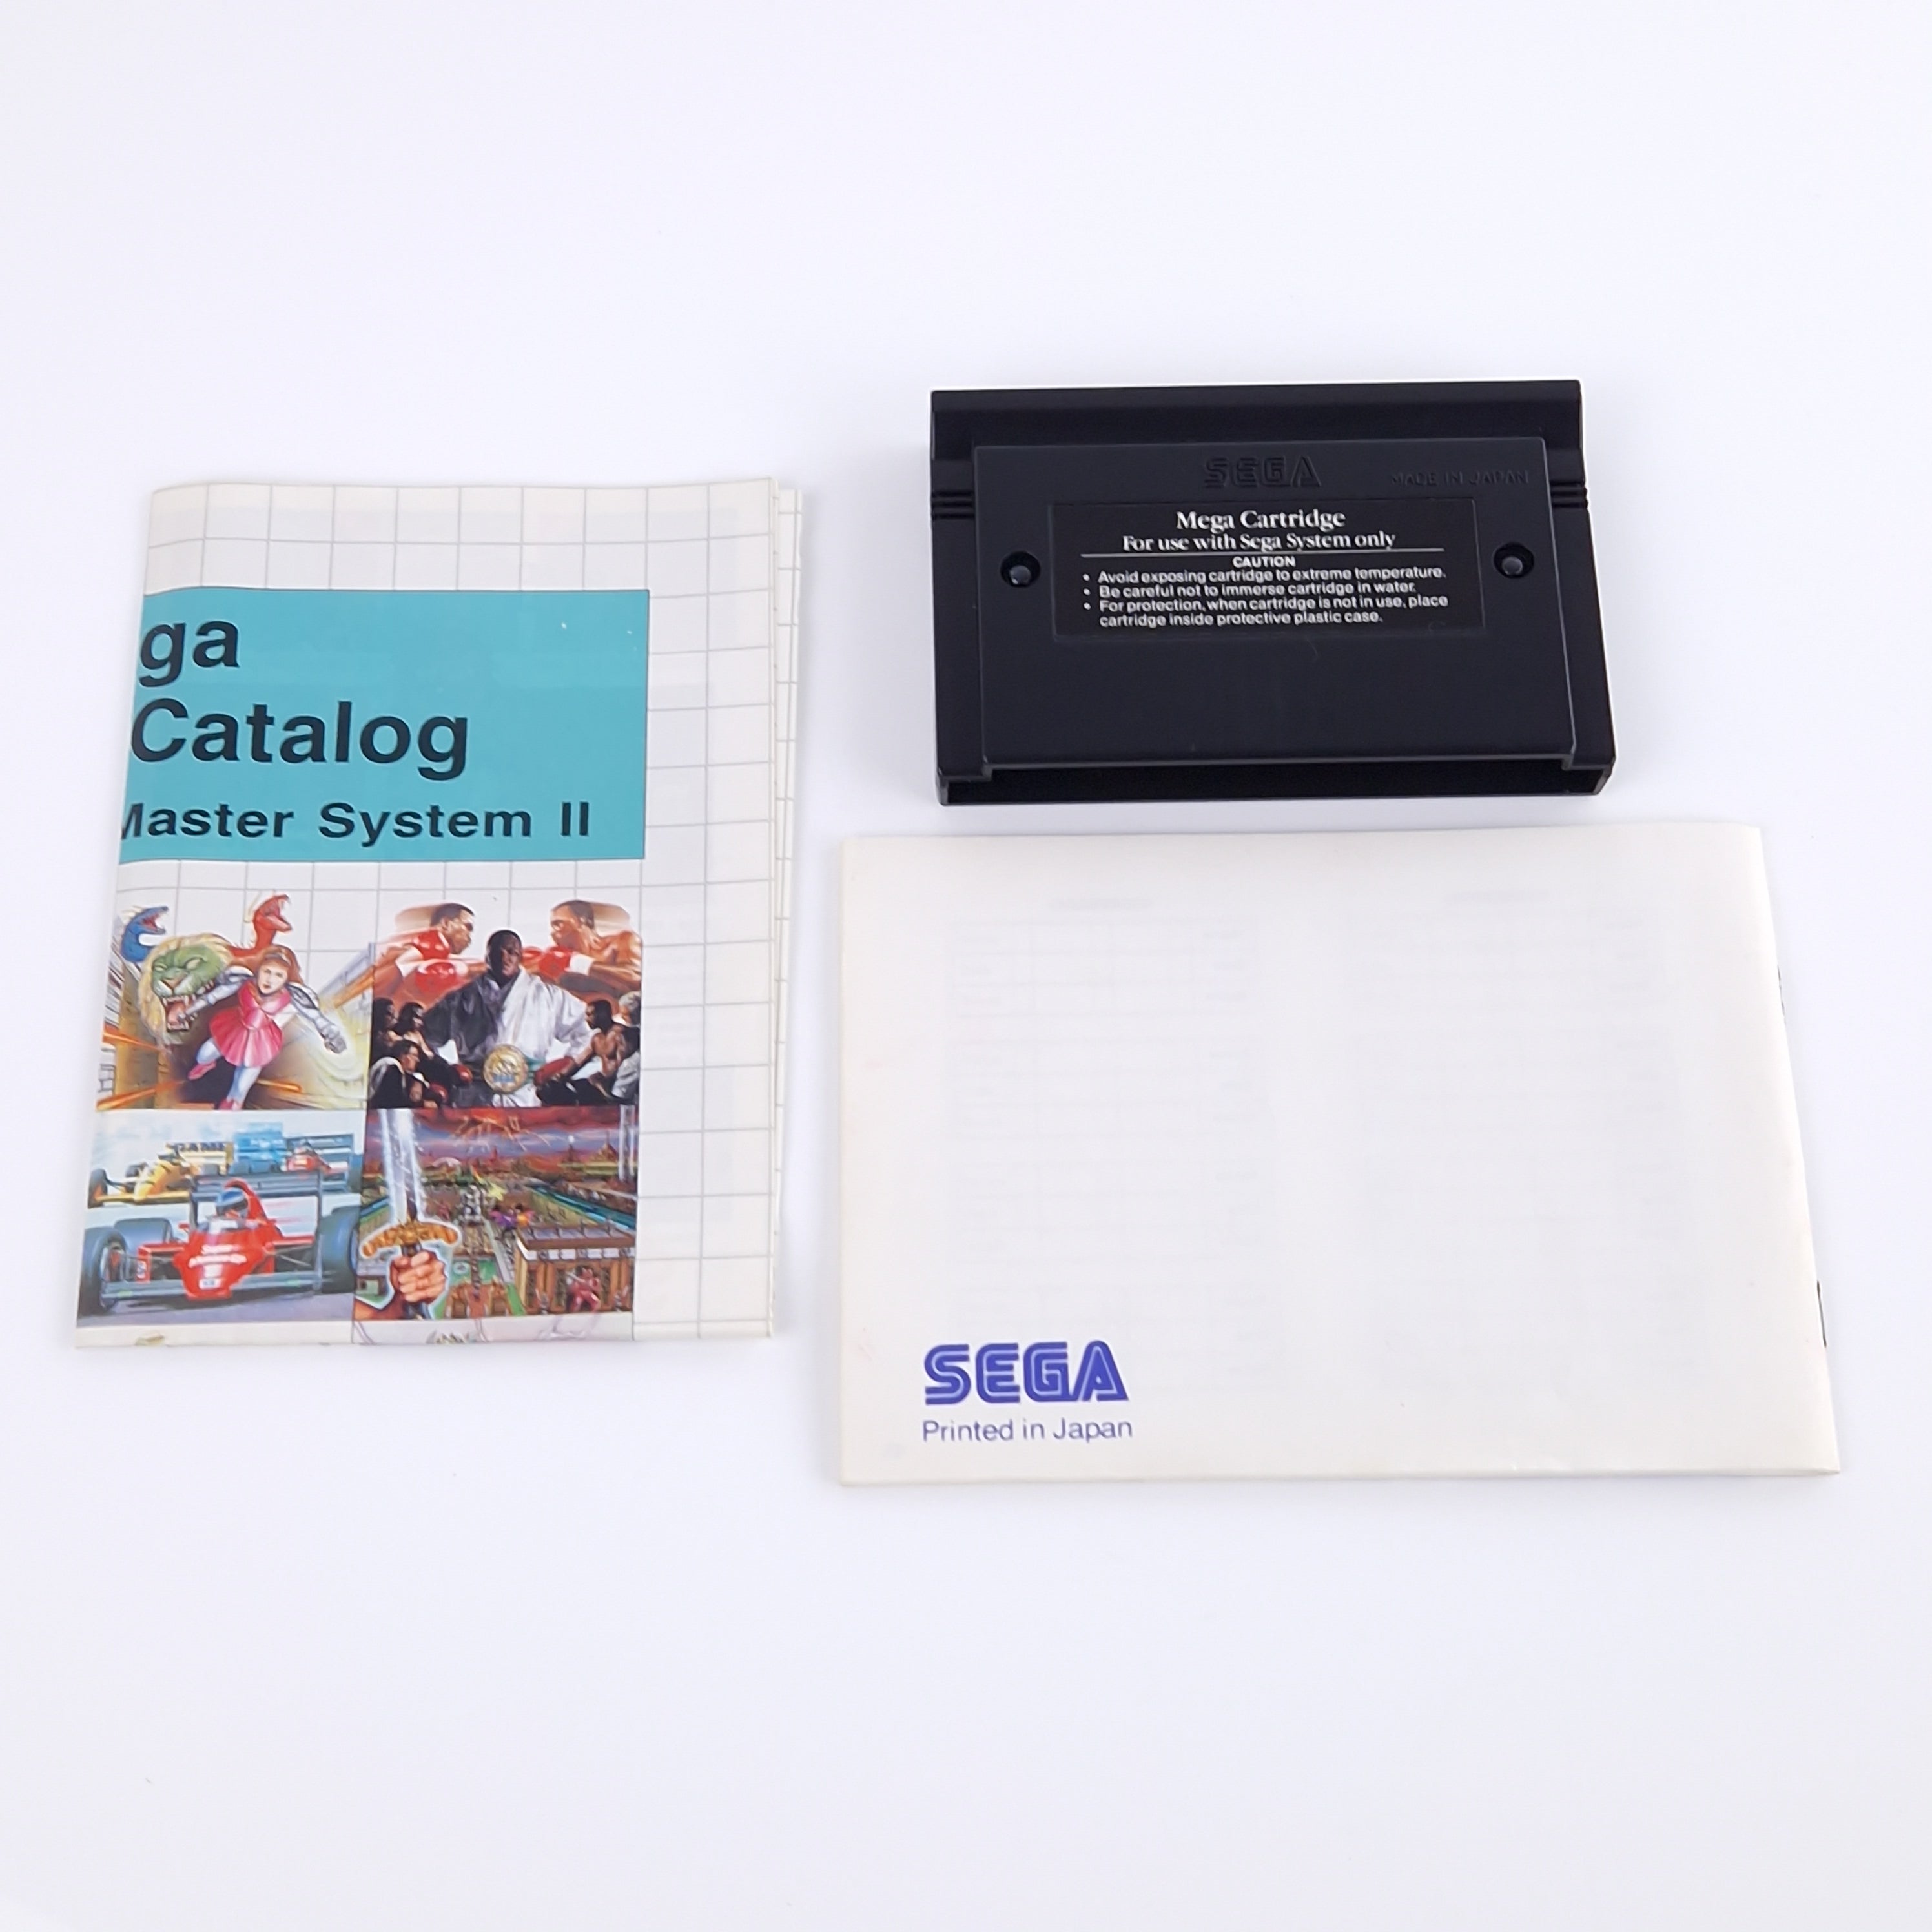 ga
Catalog
Master System II
SEGA
MADE IN JAPAN
Mega Cartridge
For use with Sega System only
CAUTION
• Avoid exposing cartridge to extreme temperature.
• Be careful not to immerse cartridge in water.
• For protection, when cartridge is not in use, place
cartridge inside protective plastic case.
SEGA
Printed in Japan